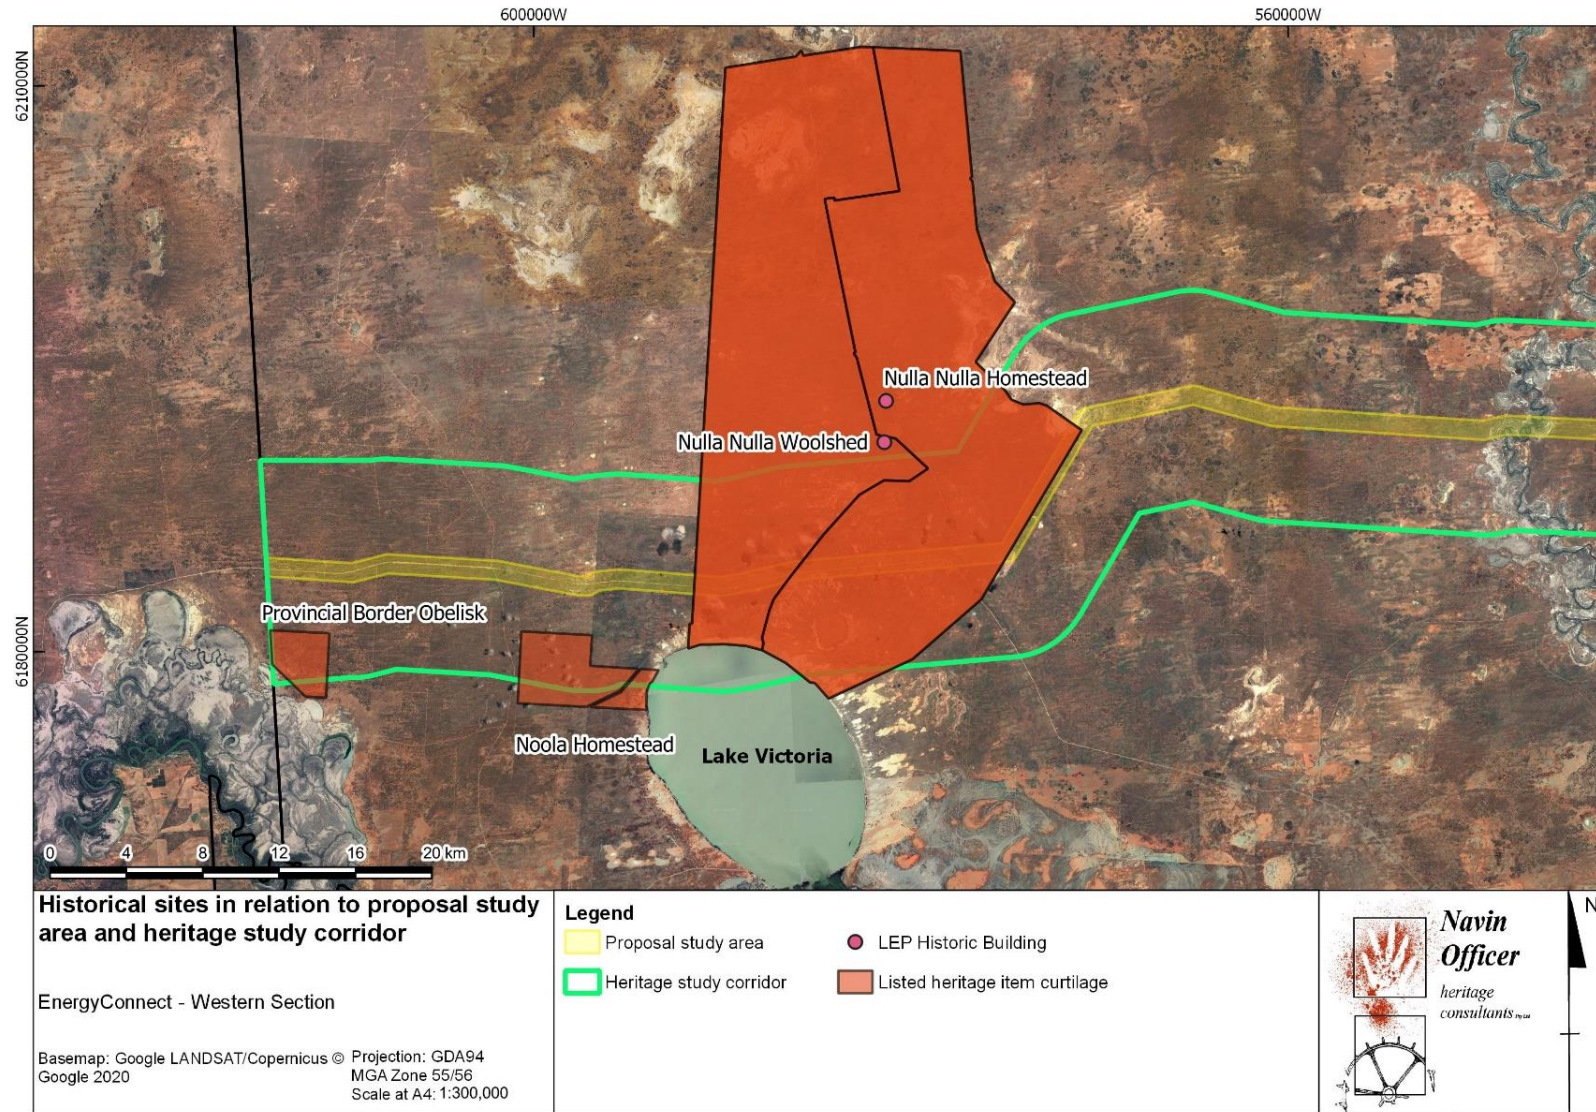 600000W
560000W
6210000N
6180000N
Nulla Nulla Homestead
Nulla Nulla Woolshed
Provincial Border Obelisk
Noola Homestead
Lake Victoria
0 4 8 12 16 20 km
Historical sites in relation to proposal study
area and heritage study corridor
EnergyConnect - Western Section
Basemap: Google LANDSAT/Copernicus ©
Google 2020
Projection: GDA94
MGA Zone 55/56
Scale at A4: 1:300,000
Legend
Proposal study area
Heritage study corridor
LEP Historic Building
Listed heritage item curtilage
Navin
Officer
heritage
consultants Pty Ltd
N